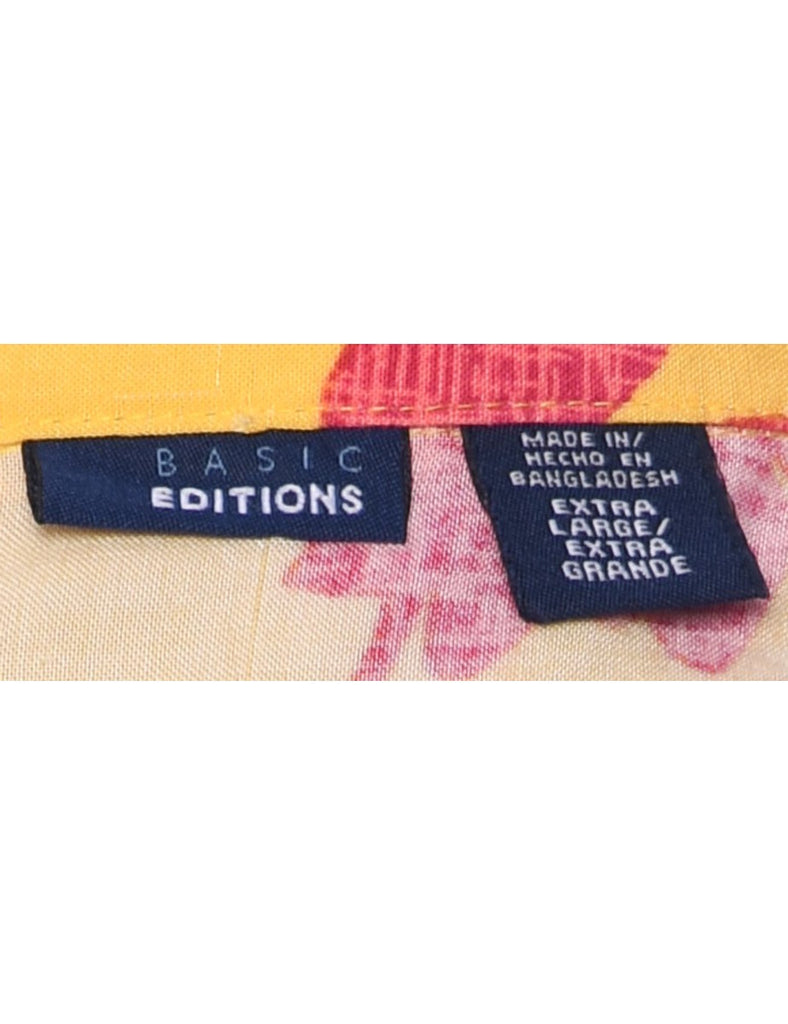 BASIC
EDITIONS
MADE IN/
HECHO EN
BANGLADESH
EXTRA
LARGE/
EXTRA
GRANDE